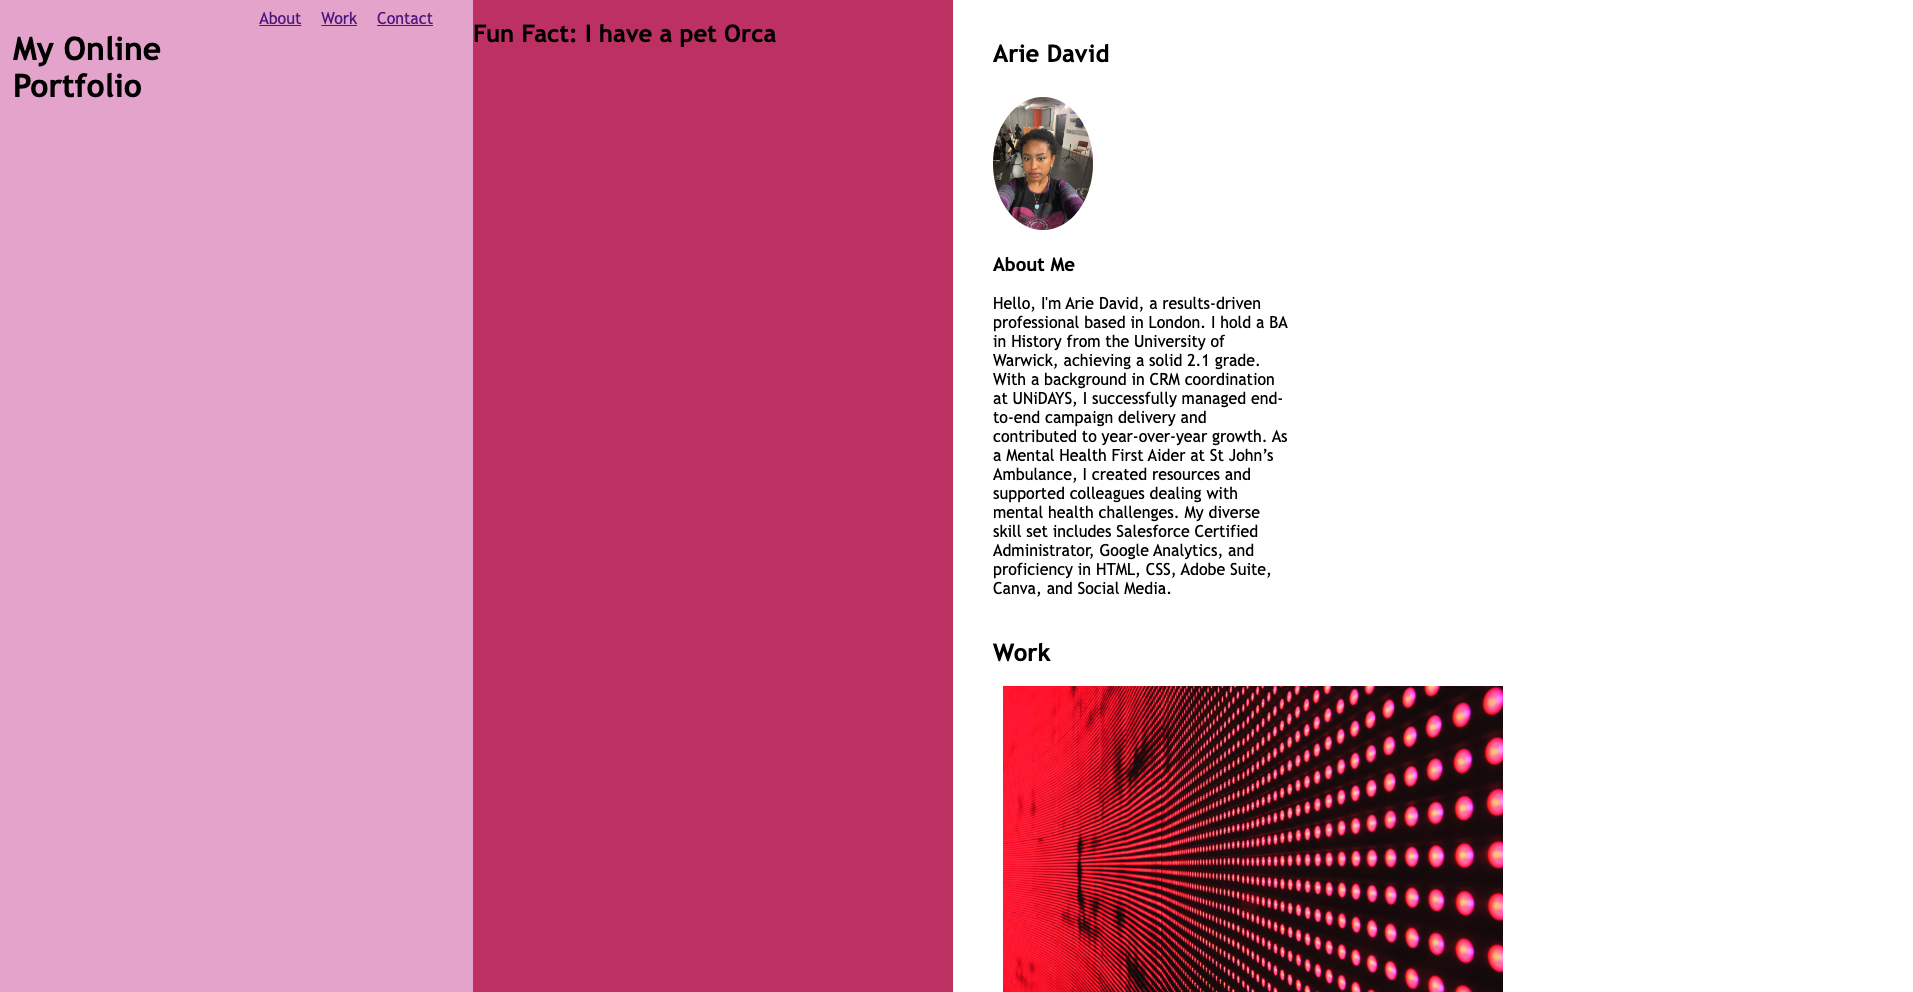 My Online
Portfolio
About Work Contact
Fun Fact: I have a pet Orca
Arie David
About Me
Hello, I'm Arie David, a results-driven
professional based in London. I hold a BA
in History from the University of
Warwick, achieving a solid 2.1 grade.
With a background in CRM coordination
at UNiDAYS, I successfully managed end-
to-end campaign delivery and
contributed to year-over-year growth. As
a Mental Health First Aider at St John’s
Ambulance, I created resources and
supported colleagues dealing with
mental health challenges. My diverse
skill set includes Salesforce Certified
Administrator, Google Analytics, and
proficiency in HTML, CSS, Adobe Suite,
Canva, and Social Media.
Work